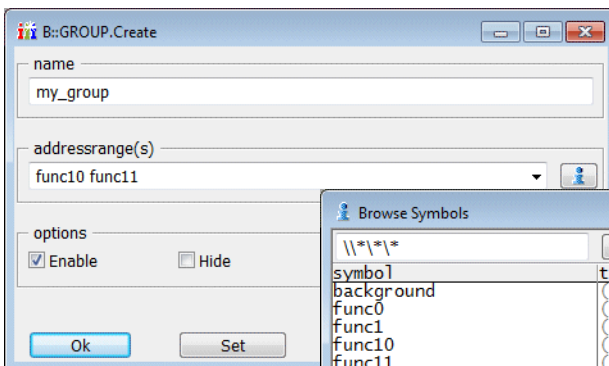 B::GROUP.Create
name
my_group
addressrange(s)
func10 func11
options
Enable
Hide
Ok
Set
Browse Symbols
\\*\*\*
symbol
background
func0
func1
func10
func11